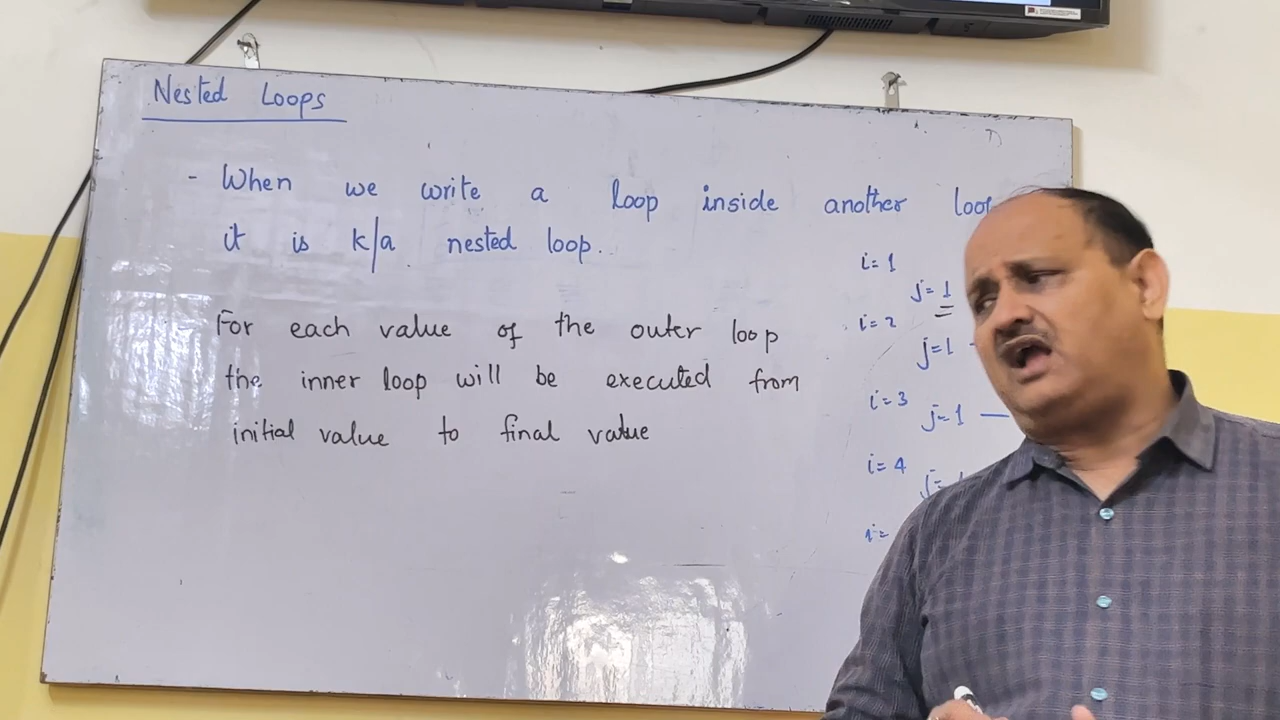 Nested Loops
- When we write a loop inside another loop
it is k/a nested loop.
For each value of the outer loop
the inner loop will be executed from
initial value to final value
i=1
j=1
i=2
j=1
i=3
j=1
i=4
j=
i=